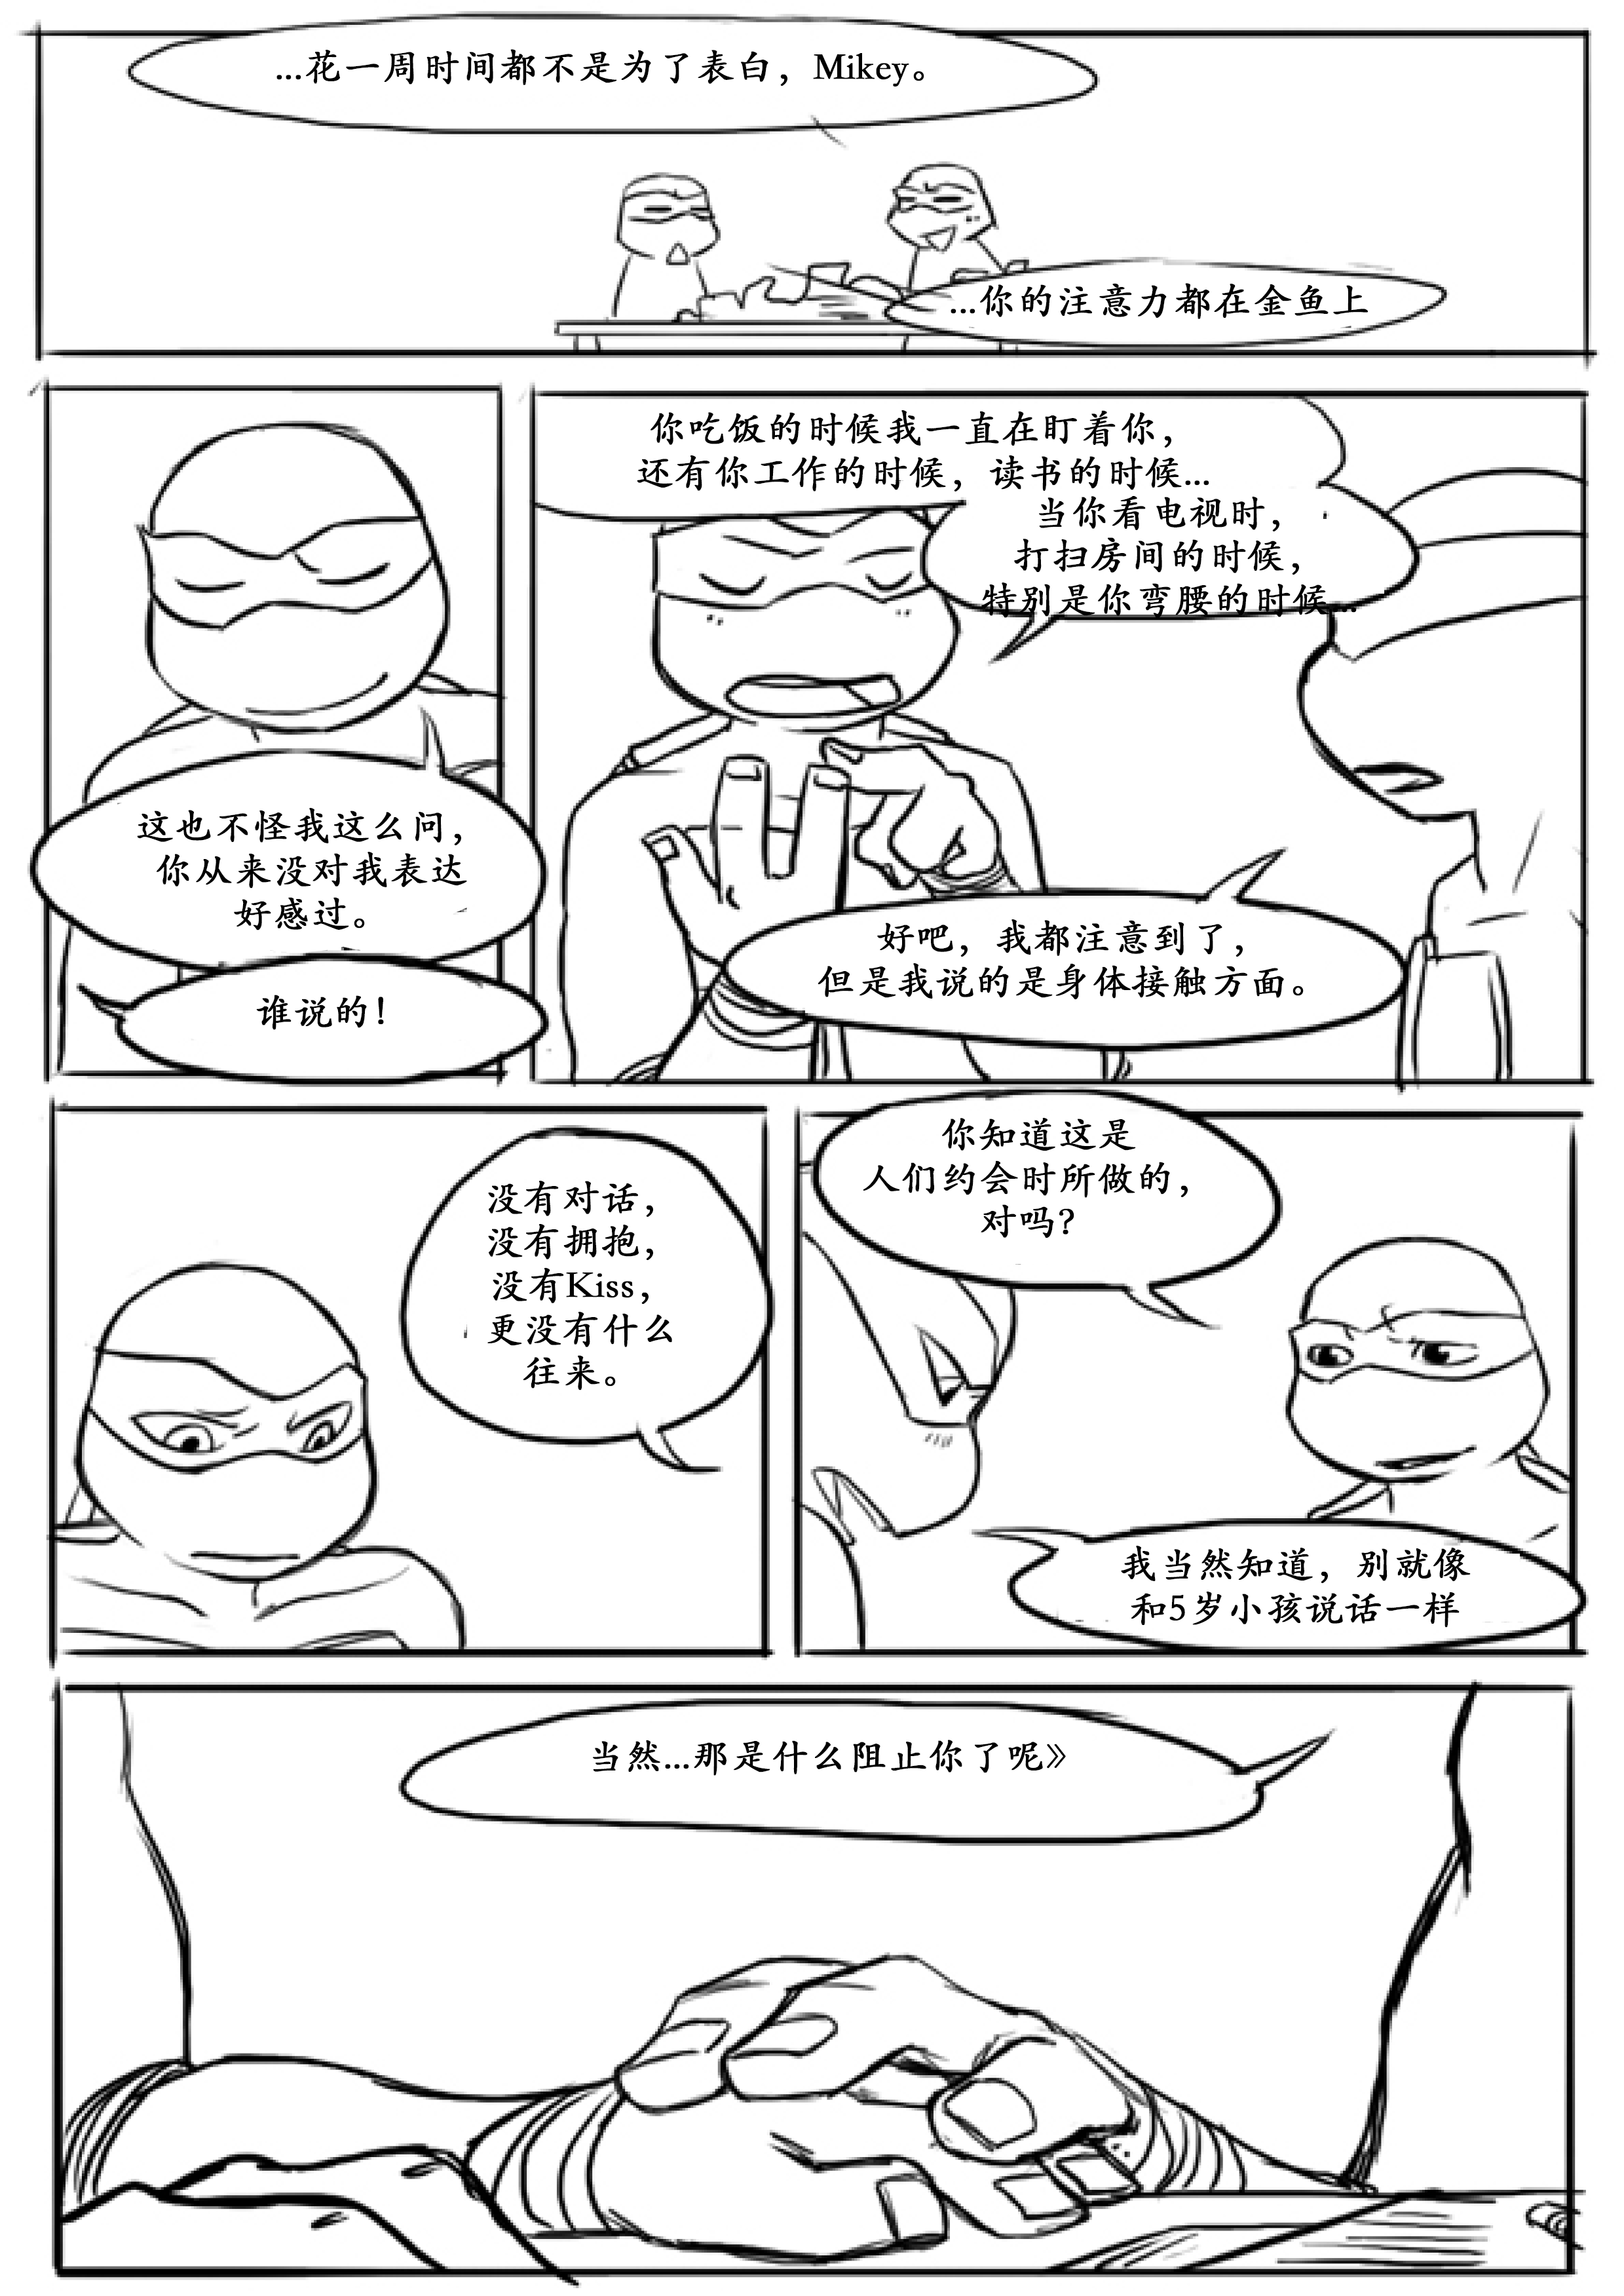 ...花一周时间都不是为了表白，Mikey。
...你的注意力都在金鱼上
这也不怪我这么问，
你从来没对我表达
好感过。
谁说的！
你吃饭的时候我一直在盯着你，
还有你工作的时候，读书的时候...
当你看电视时，
打扫房间的时候，
特别是你弯腰的时候...
好吧，我都注意到了，
但是我说的是身体接触方面。
没有对话，
没有拥抱，
没有Kiss，
更没有什么
往来。
你知道这是
人们约会时所做的，
对吗？
我当然知道，别就像
和5岁小孩说话一样
当然...那是什么阻止你了呢》